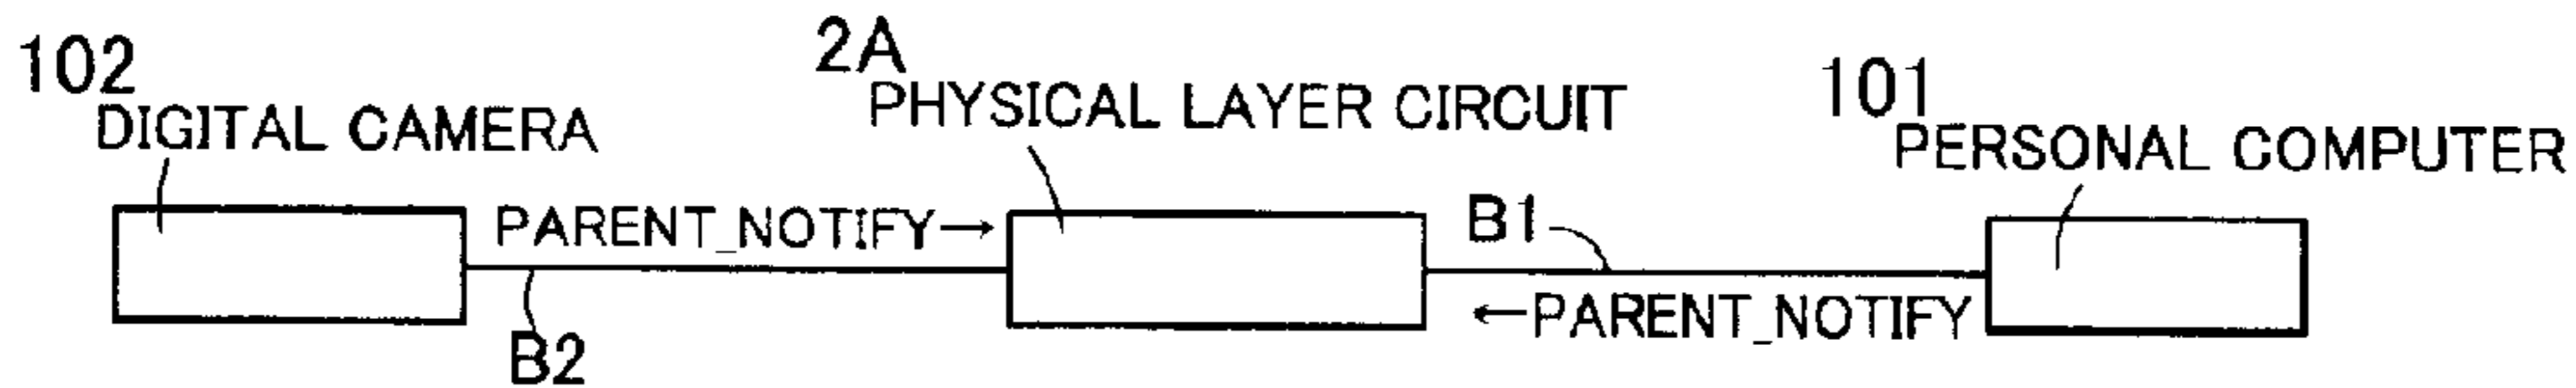 102
DIGITAL CAMERA
2A
PHYSICAL LAYER CIRCUIT
101
PERSONAL COMPUTER
PARENT_NOTIFY→
B1
←PARENT_NOTIFY
B2